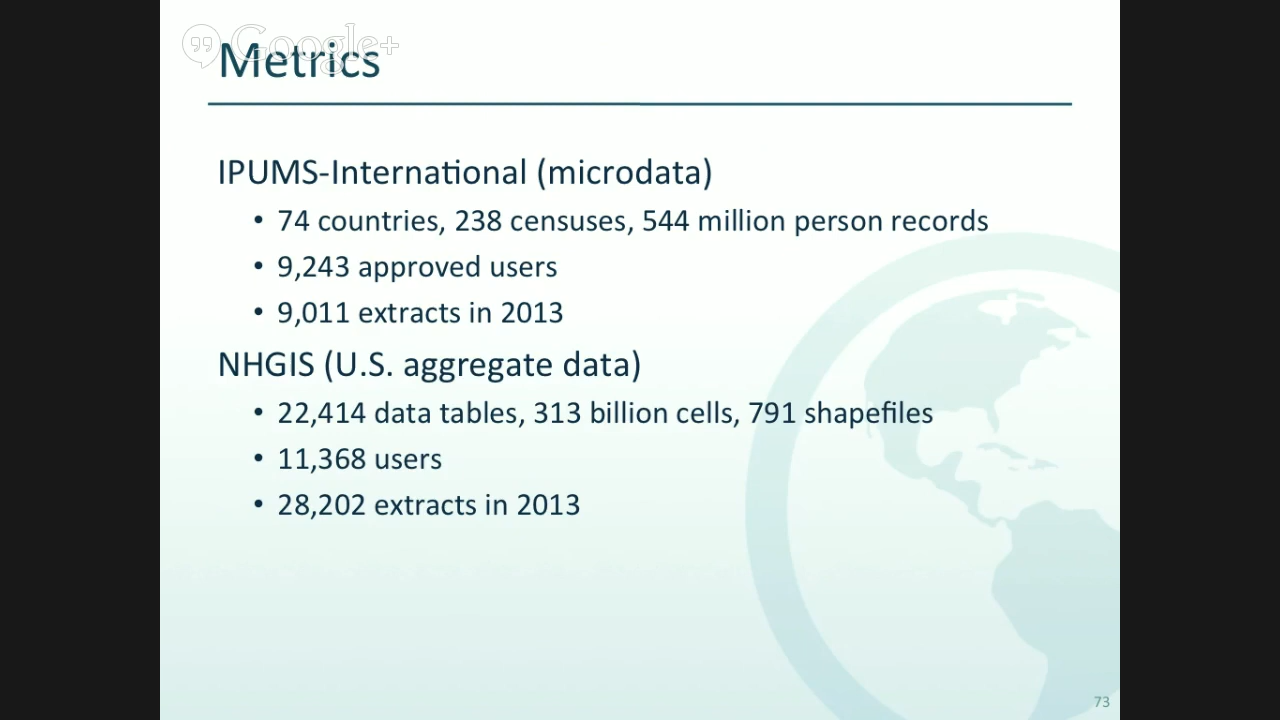 Google+
Metrics
IPUMS-International (microdata)
• 74 countries, 238 censuses, 544 million person records
• 9,243 approved users
• 9,011 extracts in 2013
NHGIS (U.S. aggregate data)
• 22,414 data tables, 313 billion cells, 791 shapefiles
• 11,368 users
• 28,202 extracts in 2013
73